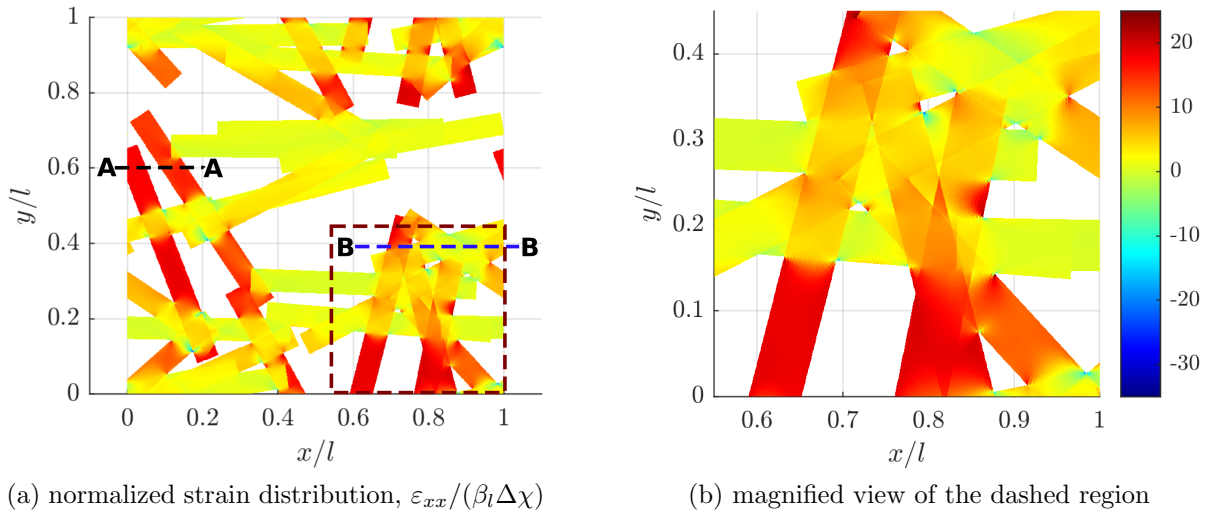 1
0.8
0.6
0.4
0.2
0
0 0.2 0.4 0.6 0.8 1
y/l
x/l
A A
B B
(a) normalized strain distribution, ε_xx/(β_lΔχ)
0.4
0.3
0.2
0.1
0
0.6 0.7 0.8 0.9 1
y/l
x/l
20
10
0
-10
-20
-30
(b) magnified view of the dashed region